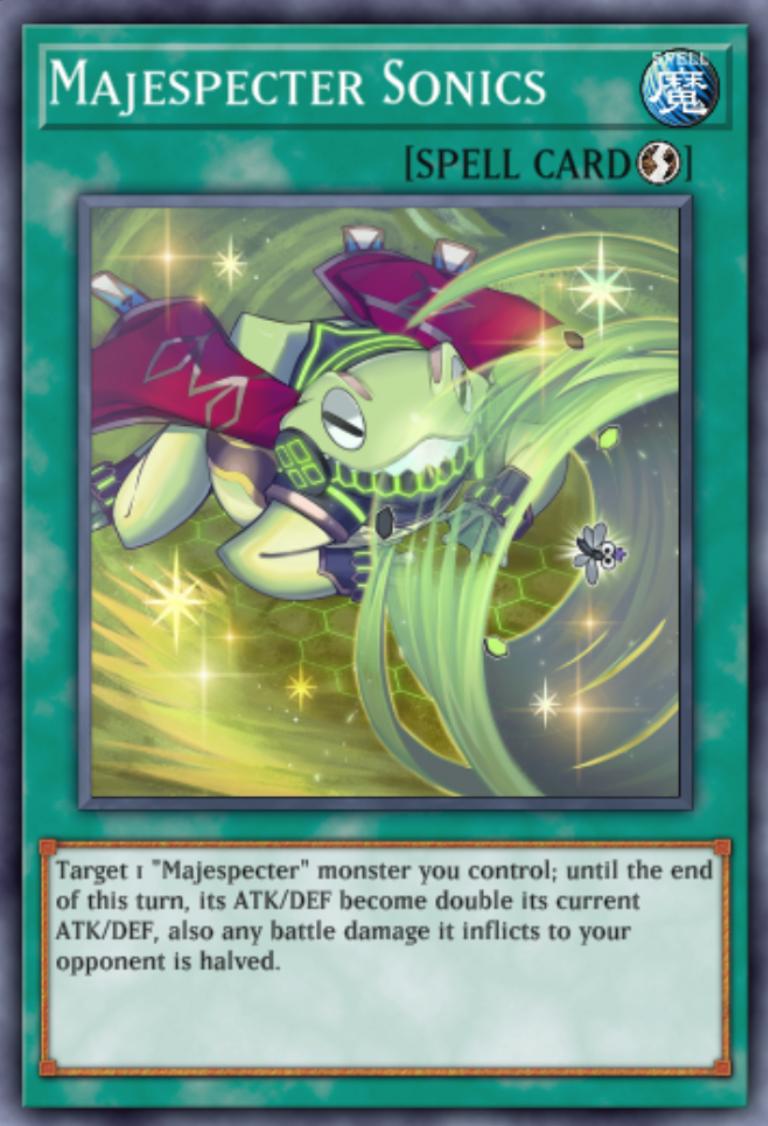 Majespecter Sonics
SPELL
魔
[SPELL CARD]
Target 1 "Majespecter" monster you control; until the end
of this turn, its ATK/DEF become double its current
ATK/DEF, also any battle damage it inflicts to your
opponent is halved.